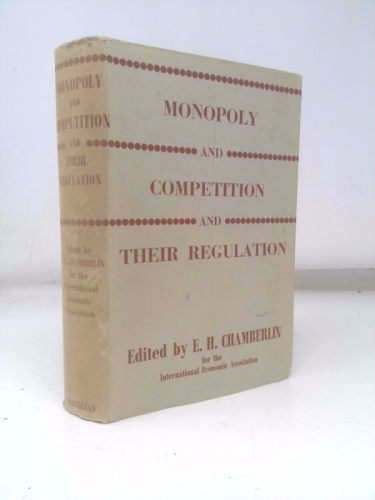 MONOPOLY
AND
COMPETITION
AND
THEIR REGULATION
Edited by E. H. CHAMBERLIN
for the
International Economic Association
MONOPOLY
AND
COMPETITION
AND
THEIR
REGULATION
Edited by
E. H. CHAMBERLIN
for the
International
Economic
Association
MACMILLAN